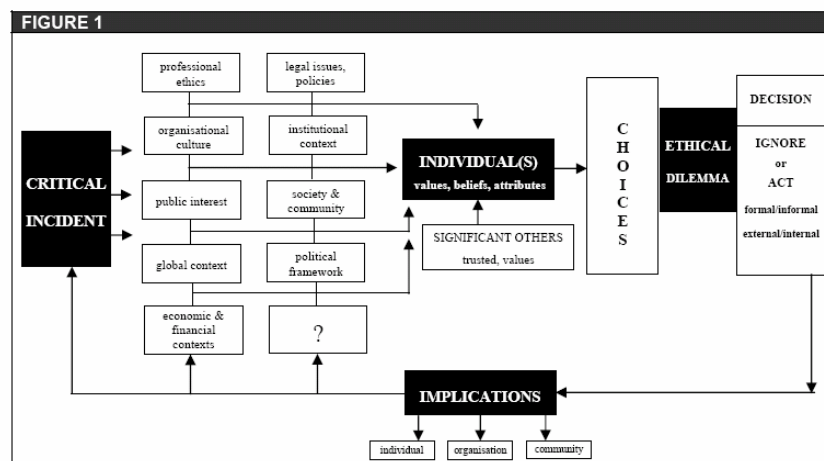 FIGURE 1
professional
ethics
legal issues,
policies
organisational
culture
institutional
context
public interest
society &
community
global context
political
framework
economic &
financial
contexts
?
CRITICAL
INCIDENT
INDIVIDUAL(S)
values, beliefs, attributes
SIGNIFICANT OTHERS
trusted, values
C
H
O
I
C
E
S
ETHICAL
DILEMMA
DECISION
IGNORE
or
ACT
formal/informal
external/internal
IMPLICATIONS
individual
organisation
community